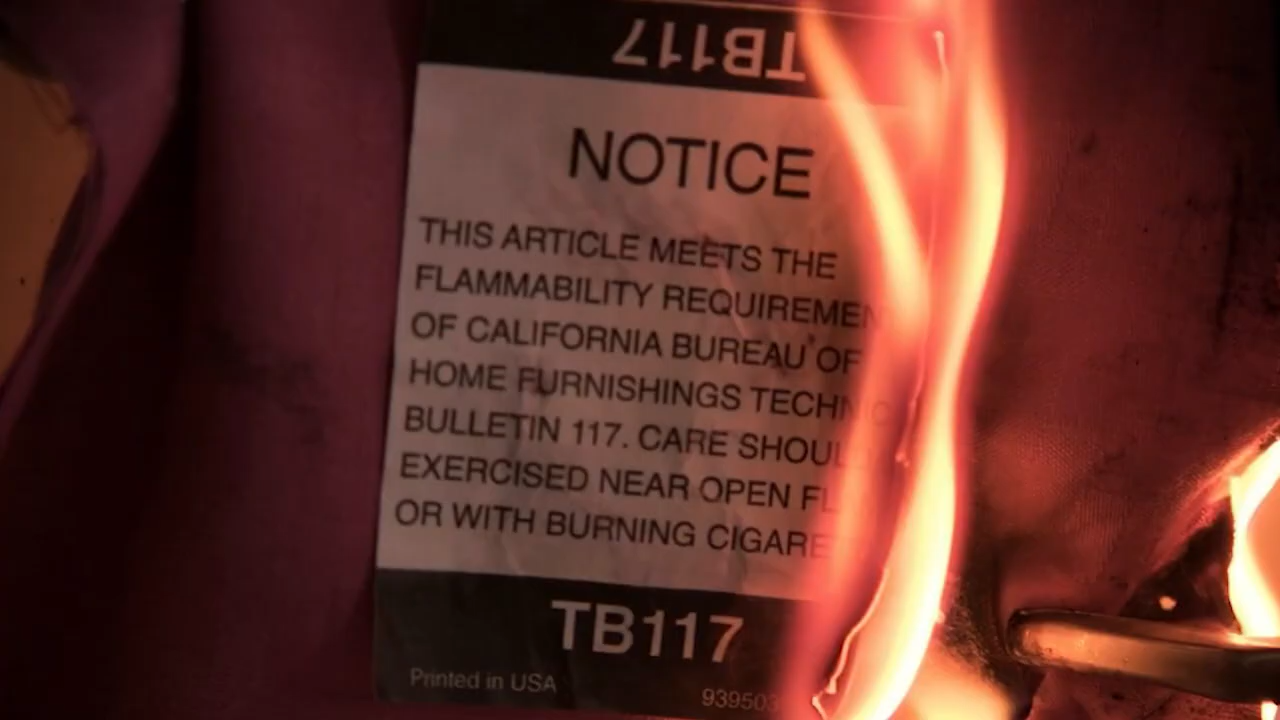 TB117
NOTICE
THIS ARTICLE MEETS THE
FLAMMABILITY REQUIREMEN
OF CALIFORNIA BUREAU OF
HOME FURNISHINGS TECHNIC
BULLETIN 117. CARE SHOUL
EXERCISED NEAR OPEN FL
OR WITH BURNING CIGARE
TB117
Printed in USA
939503